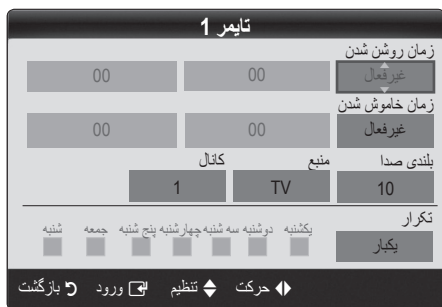 تایمر 1
زمان روشن شدن
غیرفعال 00 00
زمان خاموش شدن
غیرفعال 00 00
بلندی صدا منبع کانال
10 TV 1
تکرار
یکبار یکشنبه دوشنبه سه شنبه چهارشنبه پنج شنبه جمعه شنبه
حرکت تنظیم ورود بازگشت